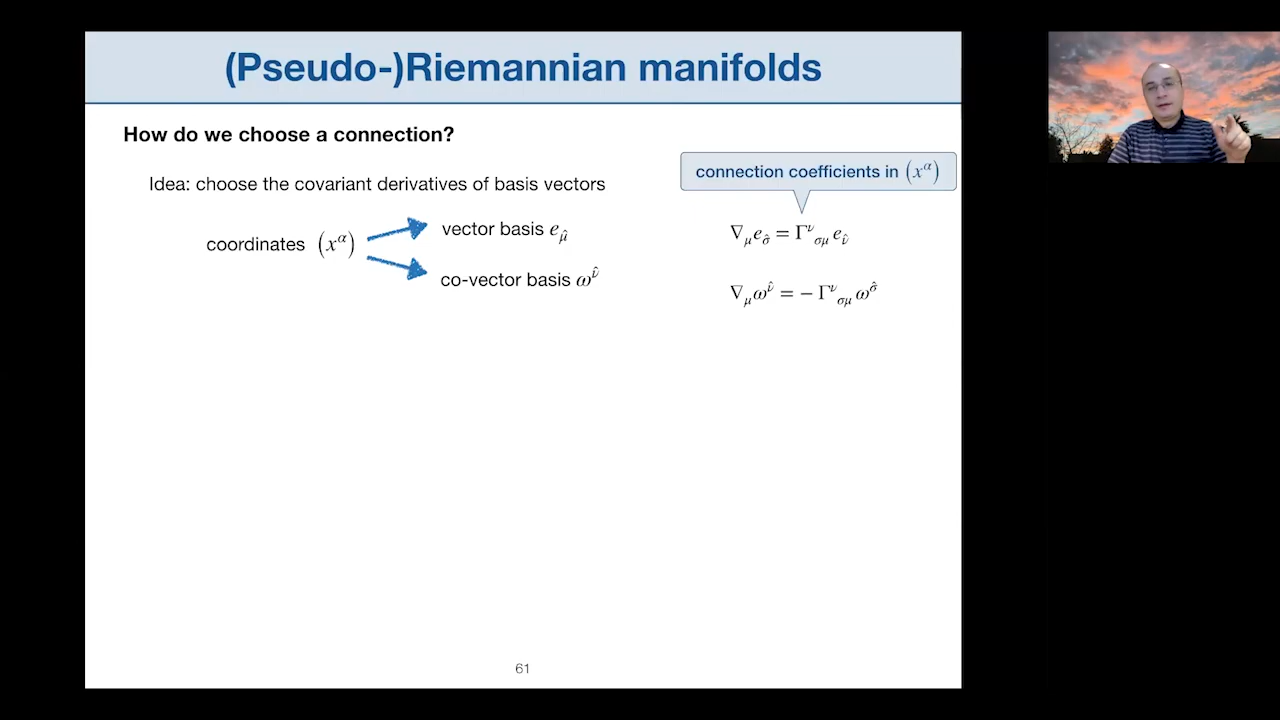 (Pseudo-)Riemannian manifolds
How do we choose a connection?
Idea: choose the covariant derivatives of basis vectors
connection coefficients in (x^α)
coordinates (x^α)
vector basis e_μ̂
co-vector basis ω^ν̂
∇_μ e_σ̂ = Γ^ν_σμ e_ν̂
∇_μ ω^ν̂ = − Γ^ν_σμ ω^σ̂
61